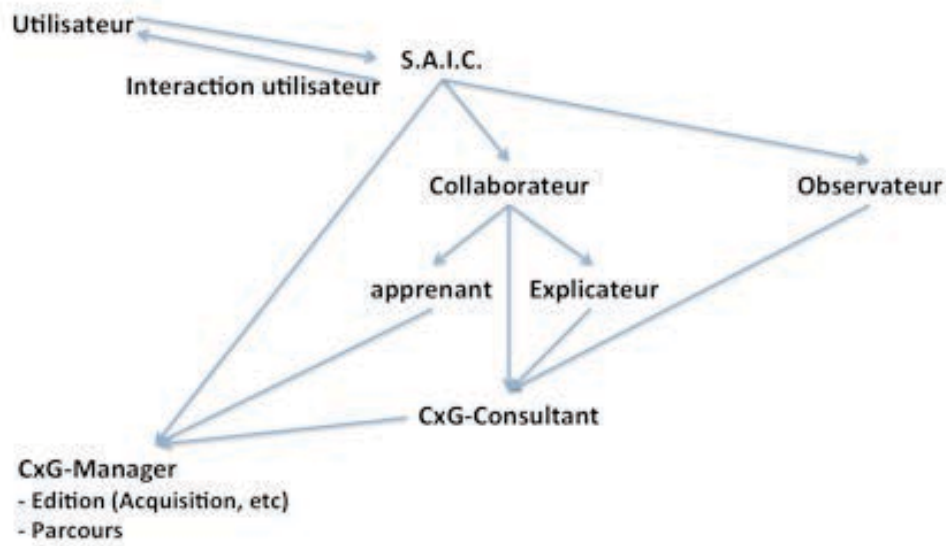 Utilisateur
S.A.I.C.
Interaction utilisateur
Collaborateur
Observateur
apprenant
Explicateur
CxG-Consultant
CxG-Manager
- Edition (Acquisition, etc)
- Parcours